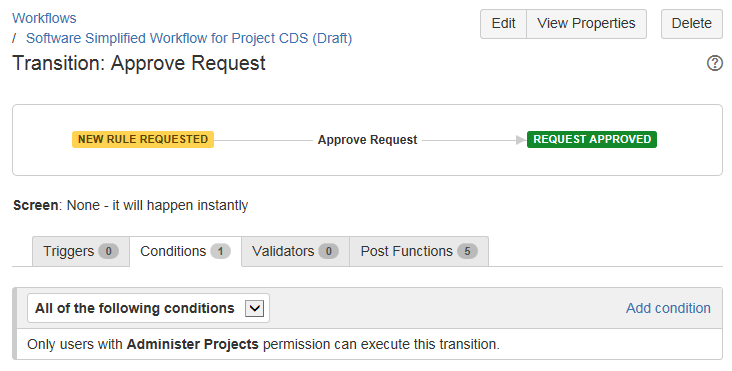 Workflows
/ Software Simplified Workflow for Project CDS (Draft)
Edit View Properties Delete
Transition: Approve Request
?
NEW RULE REQUESTED Approve Request REQUEST APPROVED
Screen: None - it will happen instantly
Triggers 0 Conditions 1 Validators 0 Post Functions 5
All of the following conditions Add condition
Only users with Administer Projects permission can execute this transition.